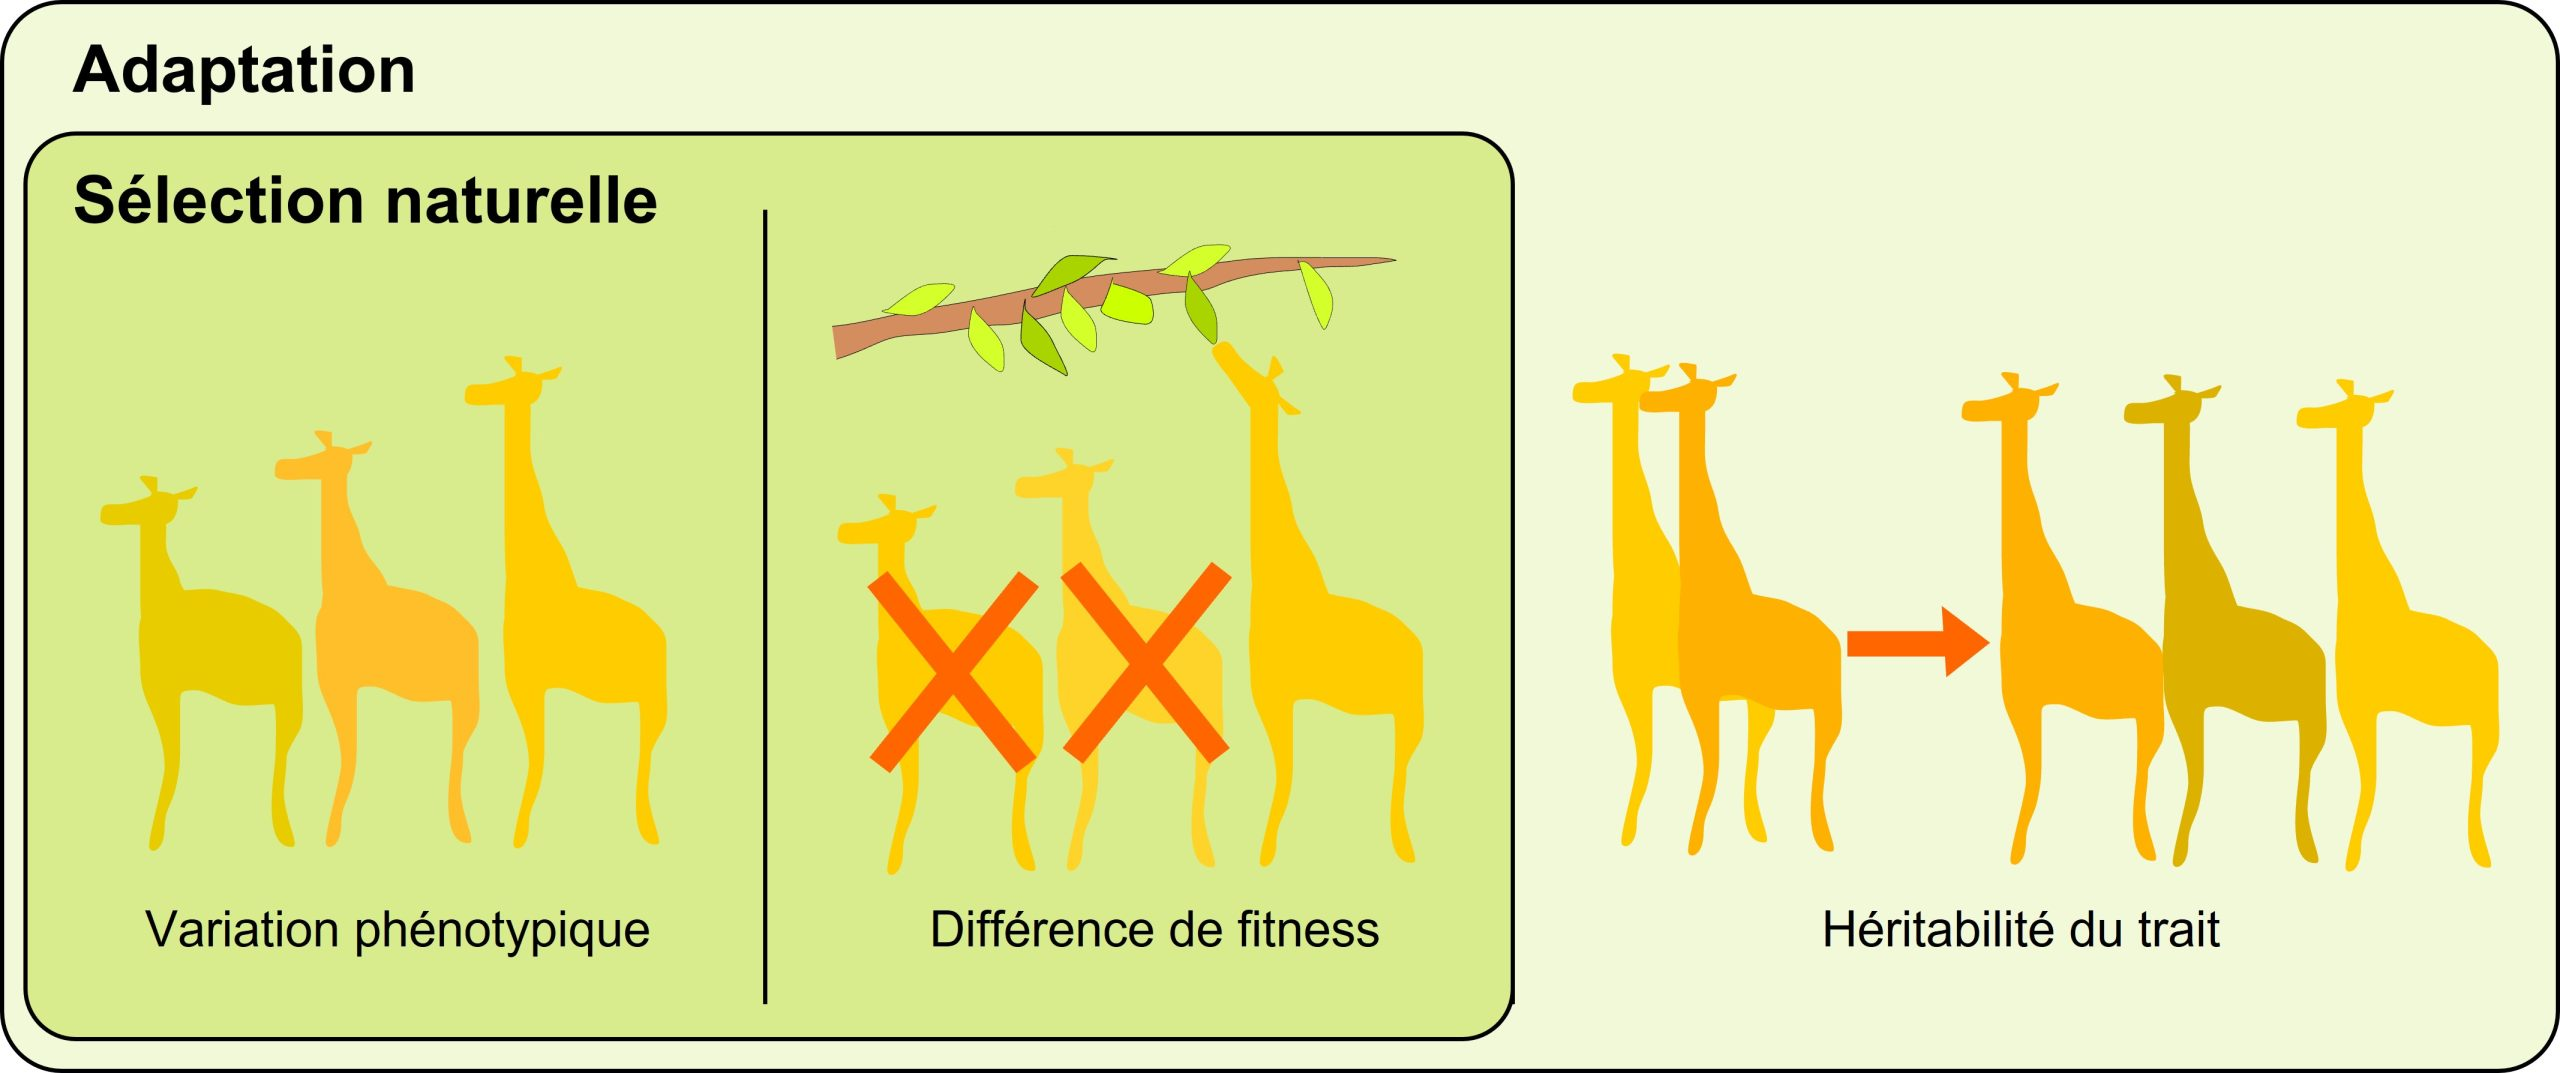 Adaptation
Sélection naturelle
Variation phénotypique
Différence de fitness
Héritabilité du trait